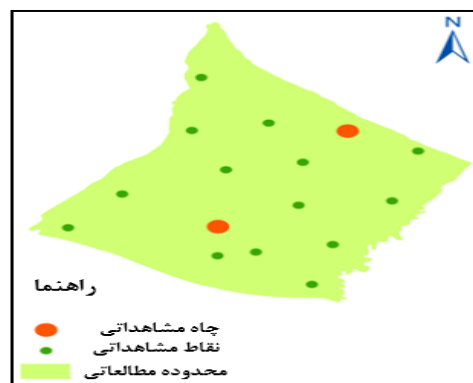 N
راهنما
چاه مشاهداتی
نقاط مشاهداتی
محدوده مطالعاتی